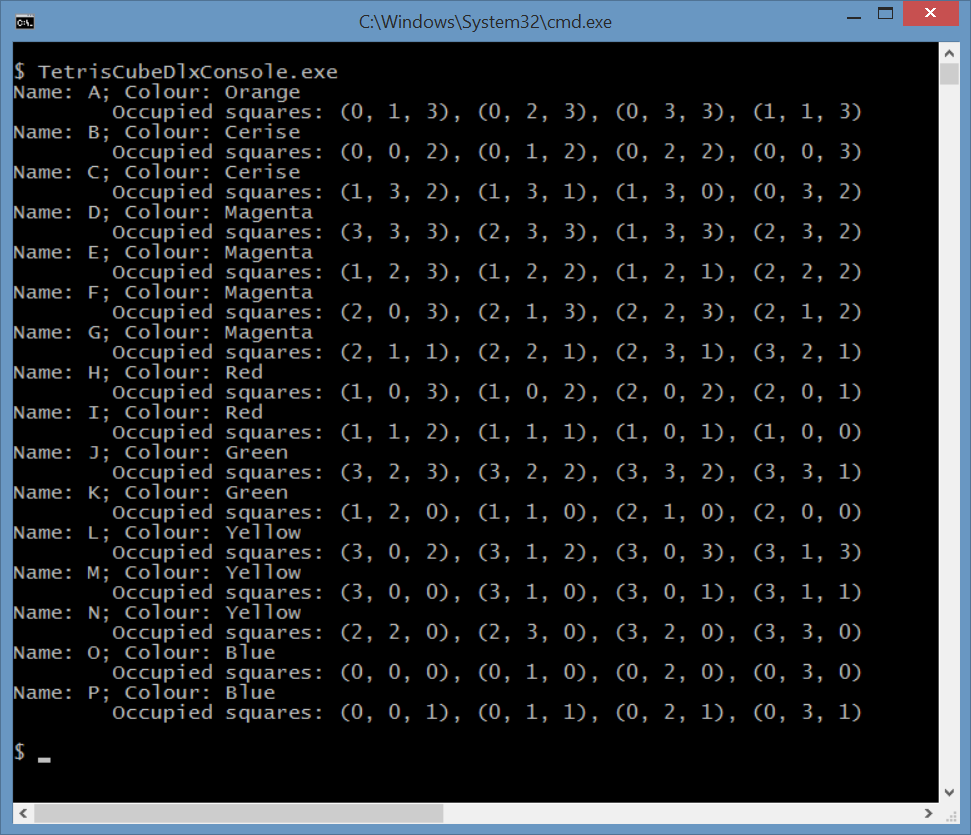 C:\Windows\System32\cmd.exe
$ TetrisCubeDlxConsole.exe
Name: A; Colour: Orange
Occupied squares: (0, 1, 3), (0, 2, 3), (0, 3, 3), (1, 1, 3)
Name: B; Colour: Cerise
Occupied squares: (0, 0, 2), (0, 1, 2), (0, 2, 2), (0, 0, 3)
Name: C; Colour: Cerise
Occupied squares: (1, 3, 2), (1, 3, 1), (1, 3, 0), (0, 3, 2)
Name: D; Colour: Magenta
Occupied squares: (3, 3, 3), (2, 3, 3), (1, 3, 3), (2, 3, 2)
Name: E; Colour: Magenta
Occupied squares: (1, 2, 3), (1, 2, 2), (1, 2, 1), (2, 2, 2)
Name: F; Colour: Magenta
Occupied squares: (2, 0, 3), (2, 1, 3), (2, 2, 3), (2, 1, 2)
Name: G; Colour: Magenta
Occupied squares: (2, 1, 1), (2, 2, 1), (2, 3, 1), (3, 2, 1)
Name: H; Colour: Red
Occupied squares: (1, 0, 3), (1, 0, 2), (2, 0, 2), (2, 0, 1)
Name: I; Colour: Red
Occupied squares: (1, 1, 2), (1, 1, 1), (1, 0, 1), (1, 0, 0)
Name: J; Colour: Green
Occupied squares: (3, 2, 3), (3, 2, 2), (3, 3, 2), (3, 3, 1)
Name: K; Colour: Green
Occupied squares: (1, 2, 0), (1, 1, 0), (2, 1, 0), (2, 0, 0)
Name: L; Colour: Yellow
Occupied squares: (3, 0, 2), (3, 1, 2), (3, 0, 3), (3, 1, 3)
Name: M; Colour: Yellow
Occupied squares: (3, 0, 0), (3, 1, 0), (3, 0, 1), (3, 1, 1)
Name: N; Colour: Yellow
Occupied squares: (2, 2, 0), (2, 3, 0), (3, 2, 0), (3, 3, 0)
Name: O; Colour: Blue
Occupied squares: (0, 0, 0), (0, 1, 0), (0, 2, 0), (0, 3, 0)
Name: P; Colour: Blue
Occupied squares: (0, 0, 1), (0, 1, 1), (0, 2, 1), (0, 3, 1)
$ _